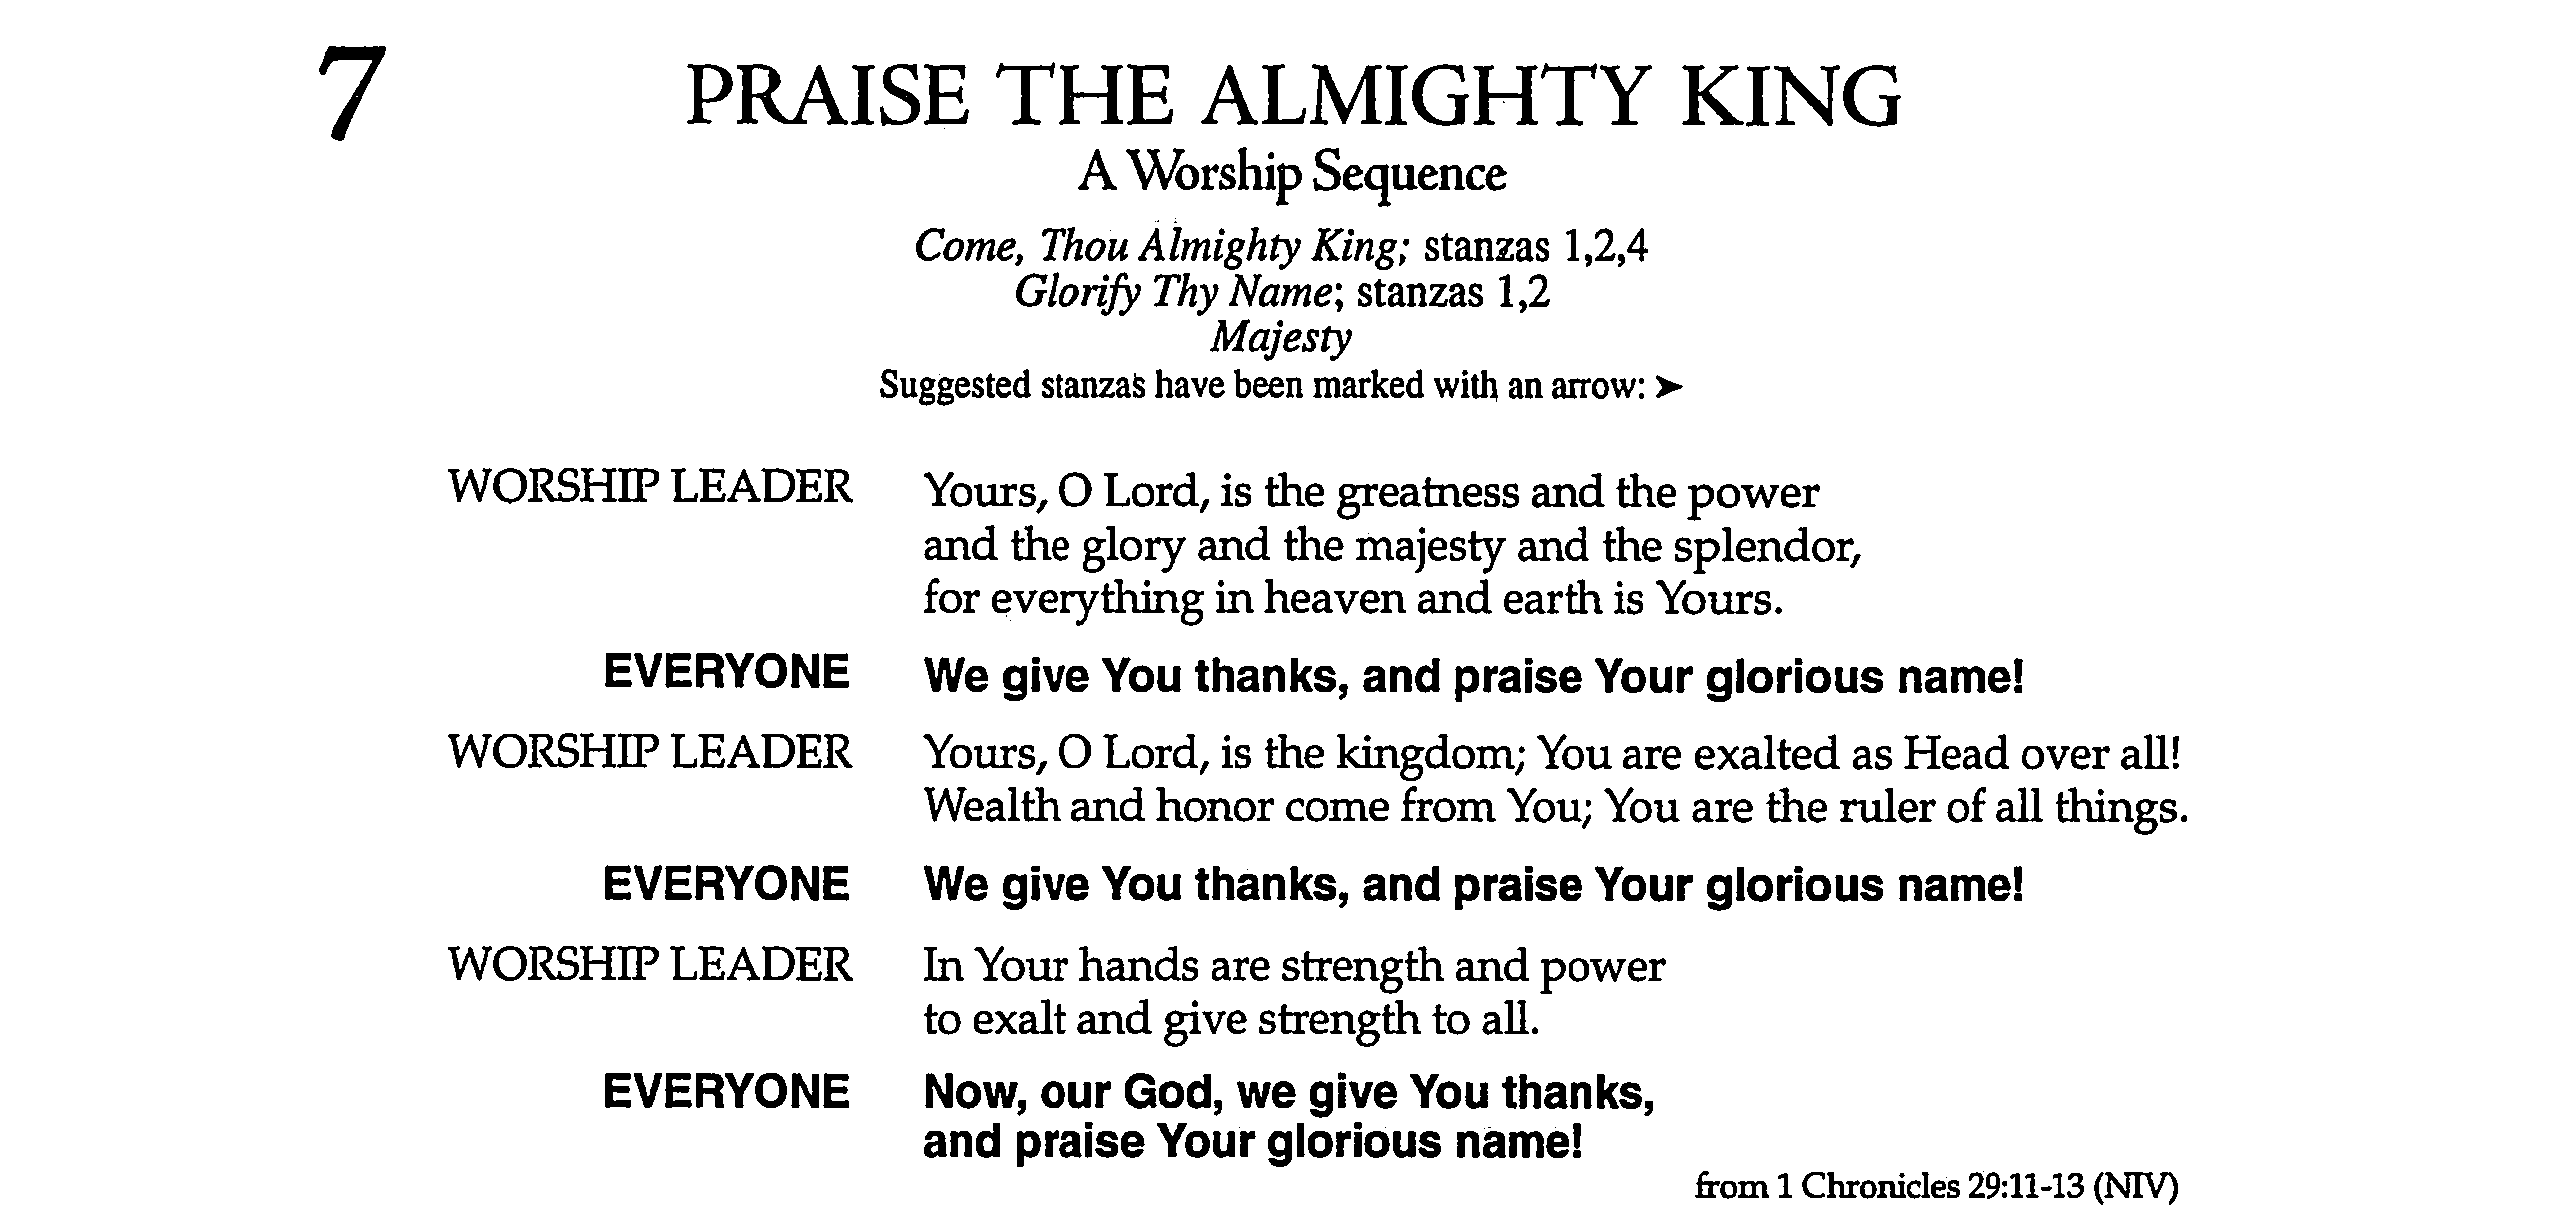 7 PRAISE THE ALMIGHTY KING
A Worship Sequence
Come, Thou Almighty King; stanzas 1,2,4
Glorify Thy Name; stanzas 1,2
Majesty
Suggested stanzas have been marked with an arrow: ➤
WORSHIP LEADER Yours, O Lord, is the greatness and the power
and the glory and the majesty and the splendor,
for everything in heaven and earth is Yours.
EVERYONE We give You thanks, and praise Your glorious name!
WORSHIP LEADER Yours, O Lord, is the kingdom; You are exalted as Head over all!
Wealth and honor come from You; You are the ruler of all things.
EVERYONE We give You thanks, and praise Your glorious name!
WORSHIP LEADER In Your hands are strength and power
to exalt and give strength to all.
EVERYONE Now, our God, we give You thanks,
and praise Your glorious name!
from 1 Chronicles 29:11-13 (NIV)